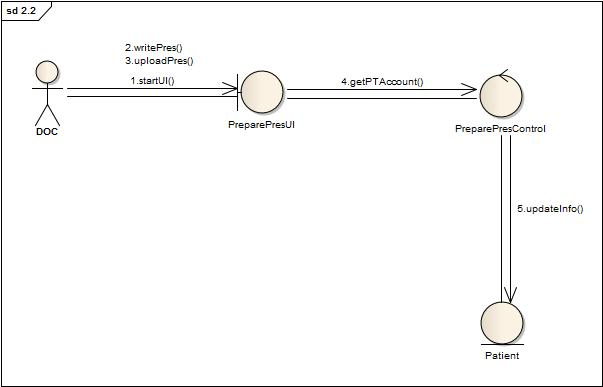 sd 2.2
2.writePres()
3.uploadPres()
1.startUI()
4.getPTAccount()
DOC
PreparePresUI
PreparePresControl
5.updateInfo()
Patient